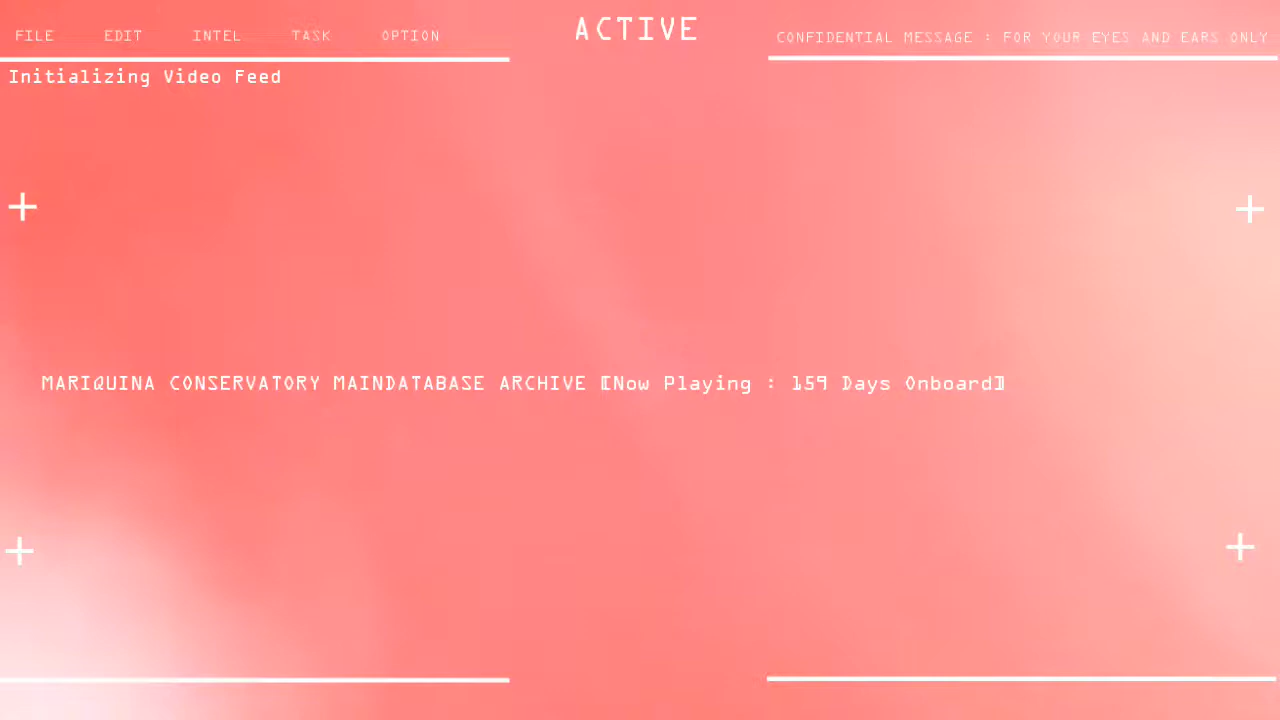 FILE EDIT INTEL TASK OPTION
ACTIVE
CONFIDENTIAL MESSAGE : FOR YOUR EYES AND EARS ONLY
Initializing Video Feed
MARIQUINA CONSERVATORY MAINDATABASE ARCHIVE [Now Playing : 159 Days Onboard]